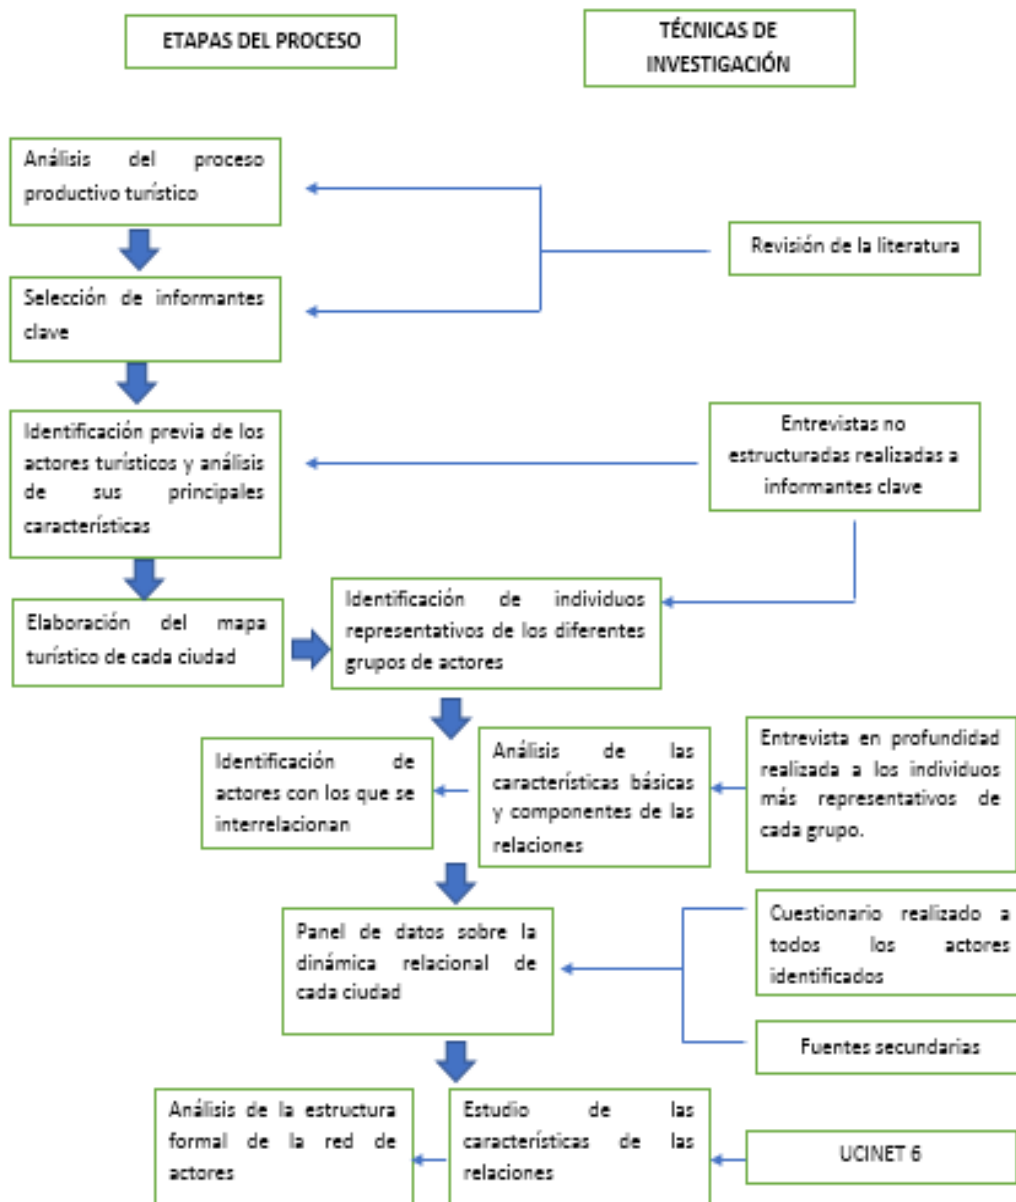 ETAPAS DEL PROCESO
TÉCNICAS DE
INVESTIGACIÓN
Análisis del proceso
productivo turístico
Revisión de la literatura
Selección de informantes
clave
Identificación previa de los
actores turísticos y análisis
de sus principales
características
Entrevistas no
estructuradas realizadas a
informantes clave
Elaboración del mapa
turístico de cada ciudad
Identificación de individuos
representativos de los diferentes
grupos de actores
Identificación de
actores con los que se
interrelacionan
Análisis de las
características básicas
y componentes de las
relaciones
Entrevista en profundidad
realizada a los individuos
más representativos de
cada grupo.
Panel de datos sobre la
dinámica relacional de
cada ciudad
Cuestionario realizado a
todos los actores
identificados
Fuentes secundarias
Análisis de la estructura
formal de la red de
actores
Estudio de las
características de las
relaciones
UCINET 6